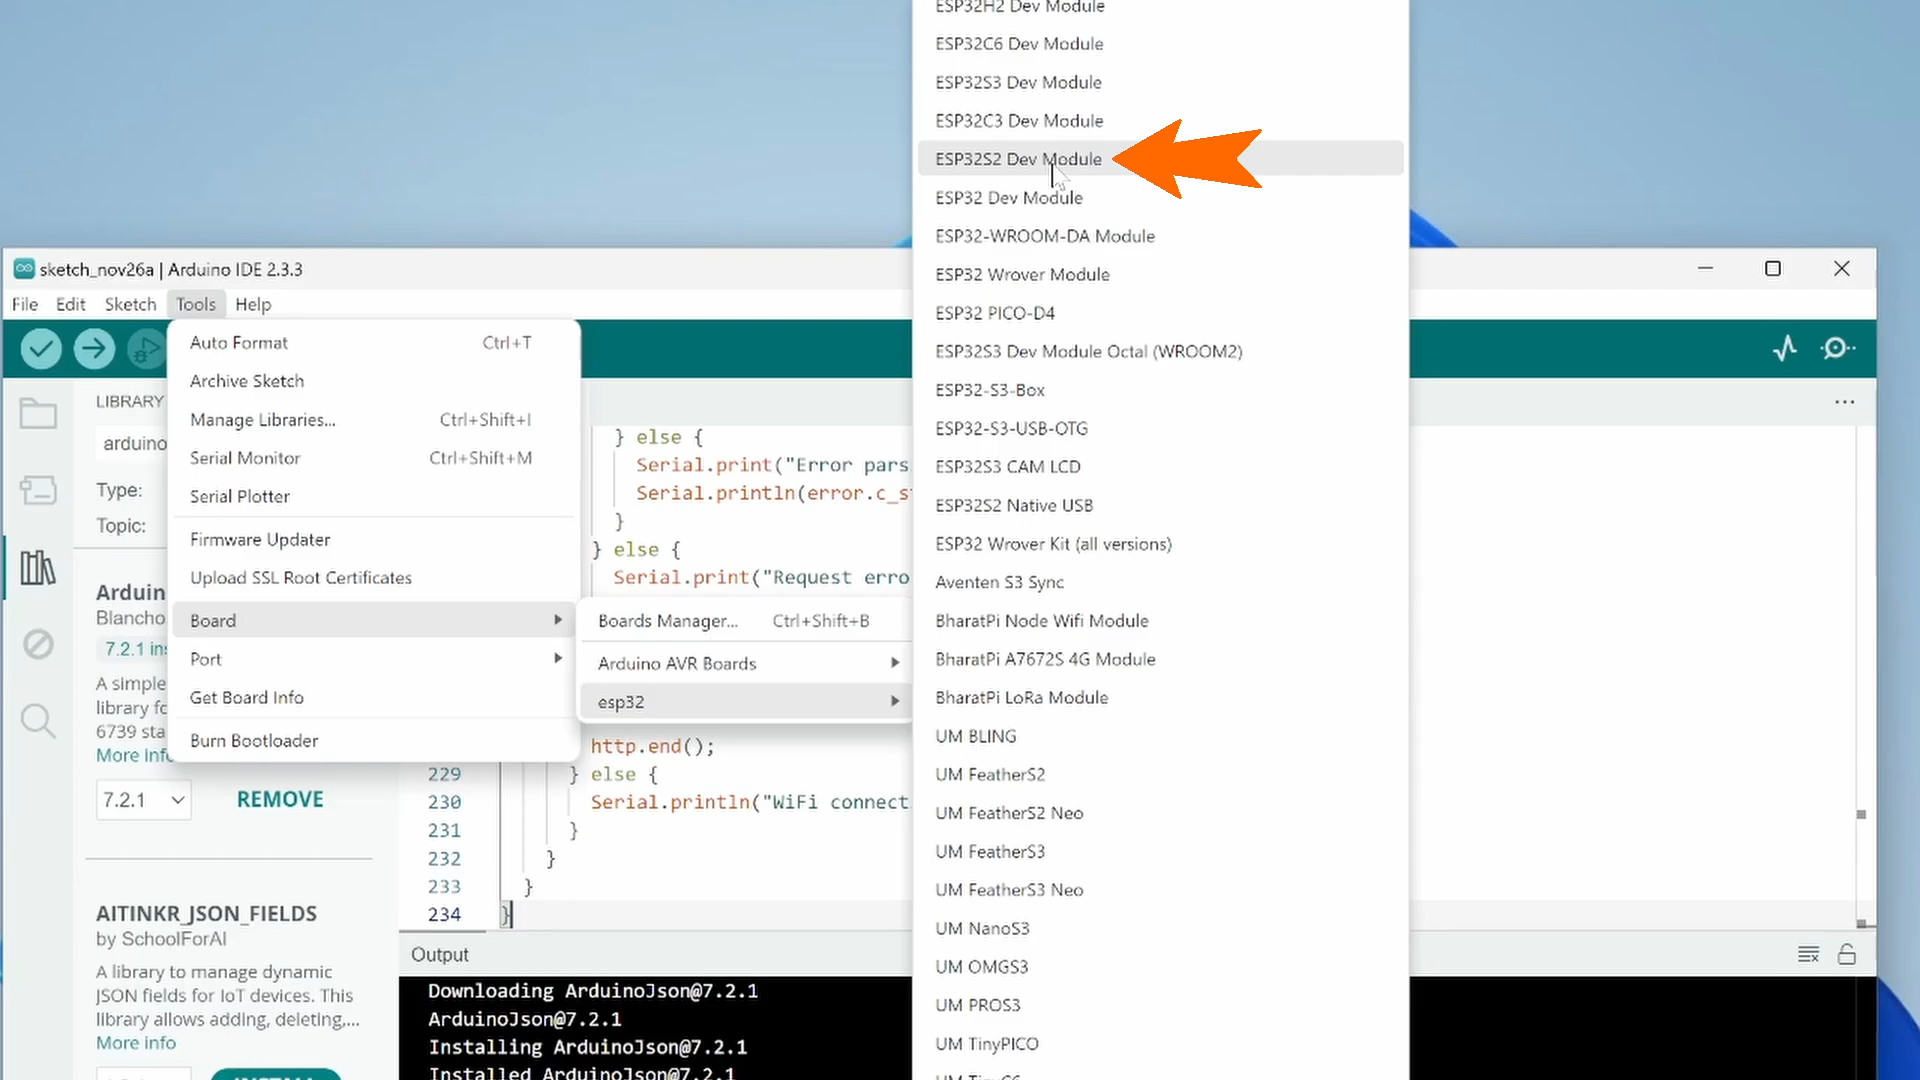 ESP32H2 Dev Module
ESP32C6 Dev Module
ESP32S3 Dev Module
ESP32C3 Dev Module
ESP32S2 Dev Module
ESP32 Dev Module
ESP32-WROOM-DA Module
ESP32 Wrover Module
ESP32 PICO-D4
ESP32S3 Dev Module Octal (WROOM2)
ESP32-S3-Box
ESP32-S3-USB-OTG
ESP32S3 CAM LCD
ESP32S2 Native USB
ESP32 Wrover Kit (all versions)
Aventen S3 Sync
BharatPi Node Wifi Module
BharatPi A7672S 4G Module
BharatPi LoRa Module
UM BLING
UM FeatherS2
UM FeatherS2 Neo
UM FeatherS3
UM FeatherS3 Neo
UM NanoS3
UM OMGS3
UM PROS3
UM TinyPICO
sketch_nov26a | Arduino IDE 2.3.3
File Edit Sketch Tools Help
Auto Format Ctrl+T
Archive Sketch
Manage Libraries... Ctrl+Shift+I
Serial Monitor Ctrl+Shift+M
Serial Plotter
Firmware Updater
Upload SSL Root Certificates
Board
Port
Get Board Info
Burn Bootloader
Boards Manager... Ctrl+Shift+B
Arduino AVR Boards
esp32
LIBRARY
arduino
Type:
Topic:
Arduin
Blancho
7.2.1 ins
A simple
library fo
6739 sta
More info
7.2.1 REMOVE
AITINKR_JSON_FIELDS
by SchoolForAI
A library to manage dynamic
JSON fields for IoT devices. This
library allows adding, deleting,...
More info
INSTALL
} else {
Serial.print("Error pars
Serial.println(error.c_s
}
} else {
Serial.print("Request erro
http.end();
229 } else {
230 Serial.println("WiFi connect
231 }
232 }
233 }
234 }
Output
Downloading ArduinoJson@7.2.1
ArduinoJson@7.2.1
Installing ArduinoJson@7.2.1
Installed ArduinoJson@7.2.1